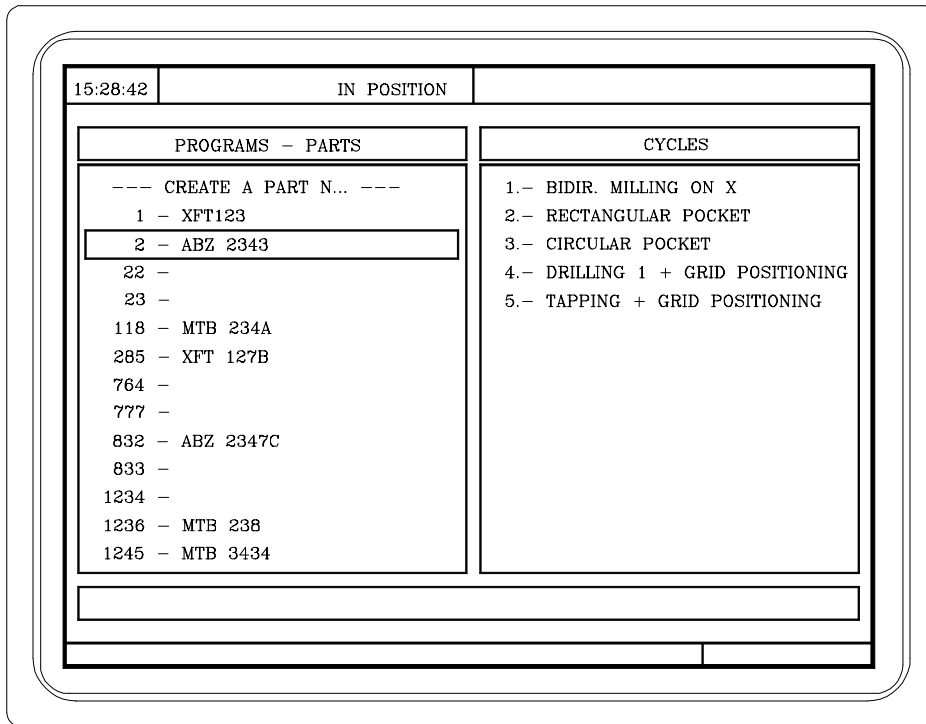 15:28:42 IN POSITION
PROGRAMS - PARTS
--- CREATE A PART N... ---
1 - XFT123
2 - ABZ 2343
22 -
23 -
118 - MTB 234A
285 - XFT 127B
764 -
777 -
832 - ABZ 2347C
833 -
1234 -
1236 - MTB 238
1245 - MTB 3434
CYCLES
1.- BIDIR. MILLING ON X
2.- RECTANGULAR POCKET
3.- CIRCULAR POCKET
4.- DRILLING 1 + GRID POSITIONING
5.- TAPPING + GRID POSITIONING